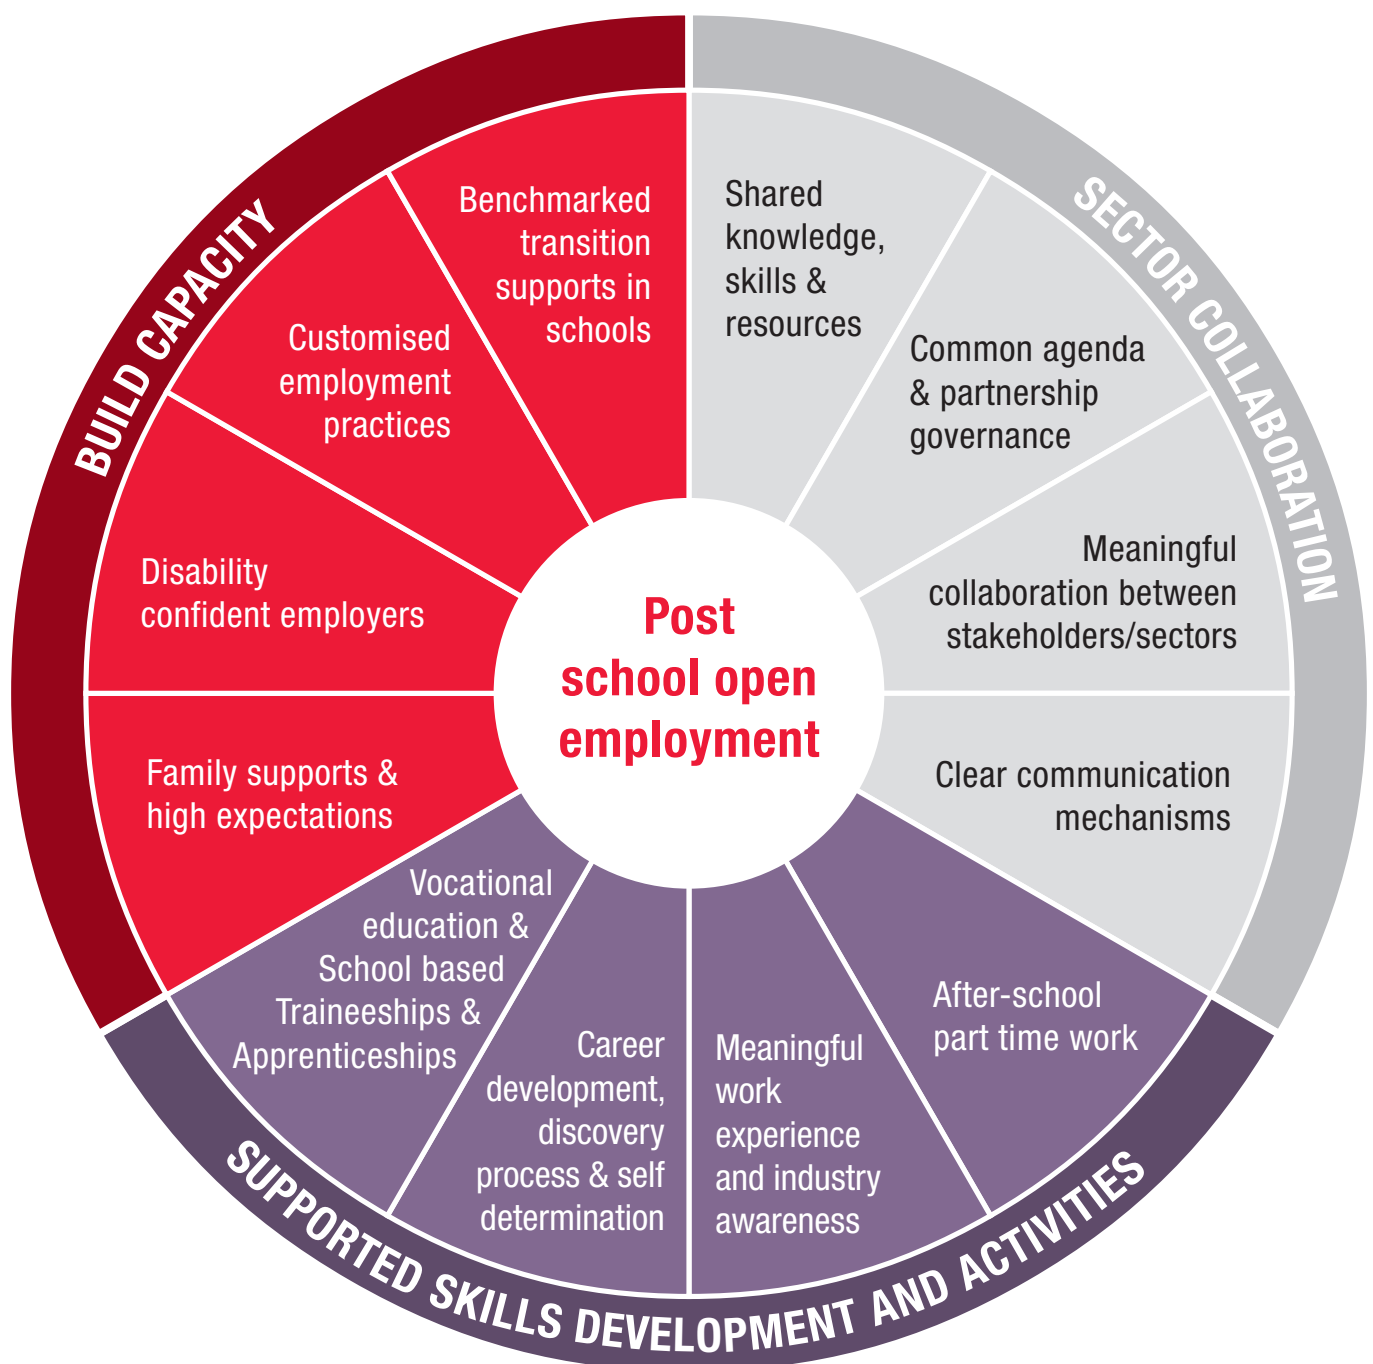 BUILD CAPACITY
Benchmarked
transition
supports in
schools
Customised
employment
practices
Disability
confident employers
Family supports &
high expectations
SECTOR COLLABORATION
Shared
knowledge,
skills &
resources
Common agenda
& partnership
governance
Meaningful
collaboration between
stakeholders/sectors
Clear communication
mechanisms
Post
school open
employment
After-school
part time work
Meaningful
work
experience
and industry
awareness
Career
development,
discovery
process & self
determination
Vocational
education &
School based
Traineeships &
Apprenticeships
SUPPORTED SKILLS DEVELOPMENT AND ACTIVITIES